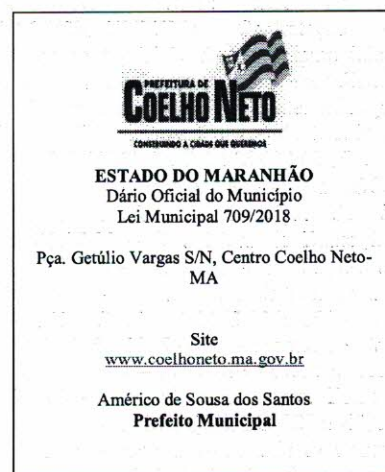 PREFEITURA DE
COELHO NETO
CONSTRUINDO A CIDADE QUE QUEREMOS
ESTADO DO MARANHÃO
Dário Oficial do Município
Lei Municipal 709/2018
Pça. Getúlio Vargas S/N, Centro Coelho Neto-
MA
Site
www.coelhoneto.ma.gov.br
Américo de Sousa dos Santos
Prefeito Municipal